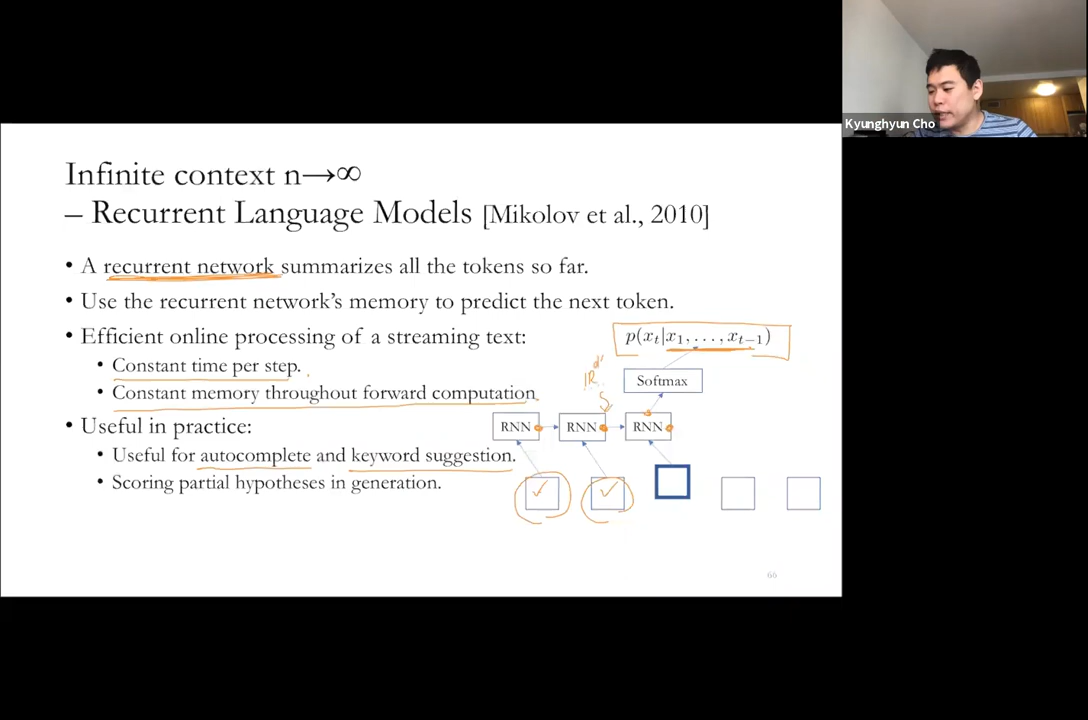 Kyunghyun Cho
Infinite context n→∞
– Recurrent Language Models [Mikolov et al., 2010]
• A recurrent network summarizes all the tokens so far.
• Use the recurrent network's memory to predict the next token.
• Efficient online processing of a streaming text:
• Constant time per step.
• Constant memory throughout forward computation.
• Useful in practice:
• Useful for autocomplete and keyword suggestion.
• Scoring partial hypotheses in generation.
p(x_t|x_1, . . . , x_{t−1})
Softmax
RNN RNN RNN
66